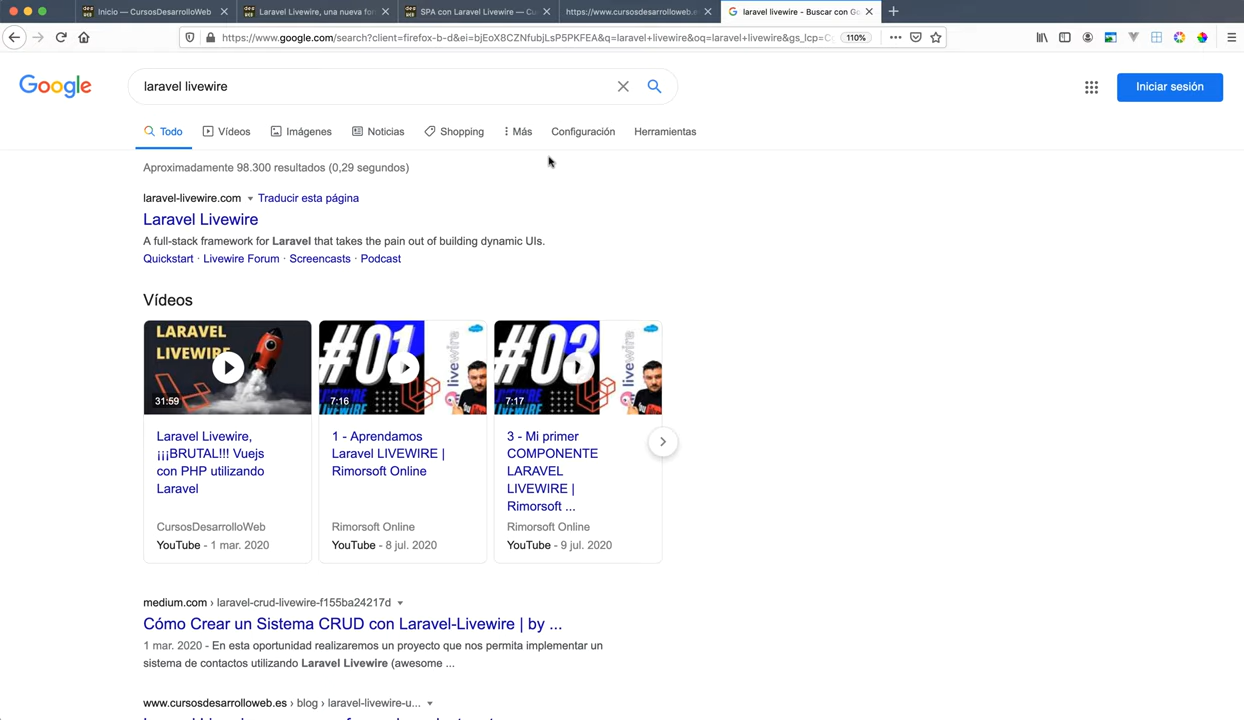 Inicio — CursosDesarrolloWeb
Laravel Livewire, una nueva for
SPA con Laravel Livewire — Cu
https://www.cursosdesarrolloweb.e
laravel livewire - Buscar con Go
https://www.google.com/search?client=firefox-b-d&ei=bjEoX8CZNfubjLsP5PKFEA&q=laravel+livewire&oq=laravel+livewire&gs_lcp=C
110%
Google
laravel livewire
Iniciar sesión
Todo
Vídeos
Imágenes
Noticias
Shopping
Más
Configuración
Herramientas
Aproximadamente 98.300 resultados (0,29 segundos)
laravel-livewire.com Traducir esta página
Laravel Livewire
A full-stack framework for Laravel that takes the pain out of building dynamic UIs.
Quickstart · Livewire Forum · Screencasts · Podcast
Vídeos
LARAVEL
LIVEWIRE
31:59
#01
LIVEWIRE
livewire
7:16
#03
LIVEWIRE
livewire
7:17
Laravel Livewire,
¡¡¡BRUTAL!!! Vuejs
con PHP utilizando
Laravel
CursosDesarrolloWeb
YouTube - 1 mar. 2020
1 - Aprendamos
Laravel LIVEWIRE |
Rimorsoft Online
Rimorsoft Online
YouTube - 8 jul. 2020
3 - Mi primer
COMPONENTE
LARAVEL
LIVEWIRE |
Rimorsoft ...
Rimorsoft Online
YouTube - 9 jul. 2020
medium.com › laravel-crud-livewire-f155ba24217d
Cómo Crear un Sistema CRUD con Laravel-Livewire | by ...
1 mar. 2020 - En esta oportunidad realizaremos un proyecto que nos permita implementar un
sistema de contactos utilizando Laravel Livewire (awesome ...
www.cursosdesarrolloweb.es › blog › laravel-livewire-u...